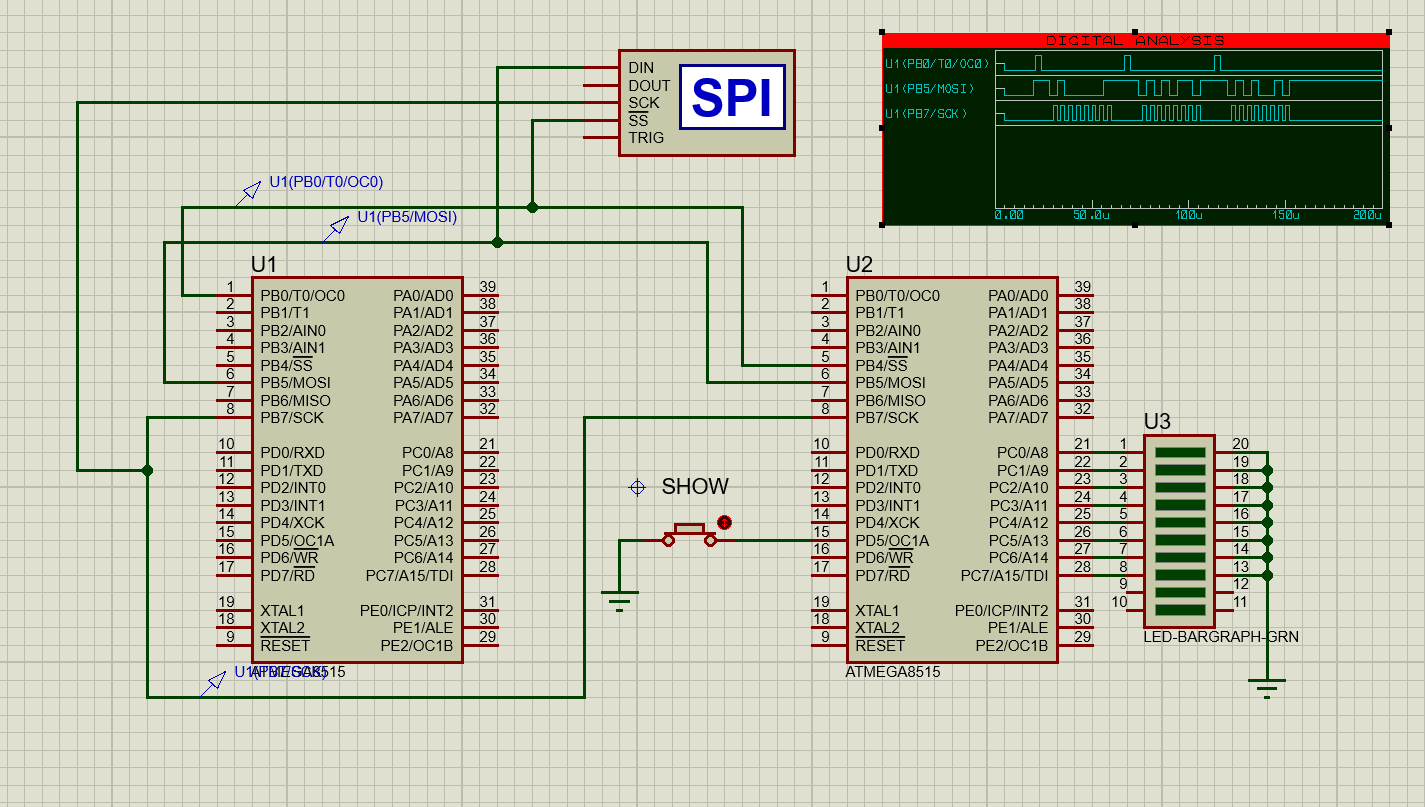 DIGITAL ANALYSIS
U1(PB0/T0/OC0)
U1(PB5/MOSI)
U1(PB7/SCK)
0.00 50.0u 100u 150u 200u
DIN
DOUT
SCK
SS
TRIG
SPI
U1(PB0/T0/OC0)
U1(PB5/MOSI)
U1
1 PB0/T0/OC0 PA0/AD0 39
2 PB1/T1 PA1/AD1 38
3 PB2/AIN0 PA2/AD2 37
4 PB3/AIN1 PA3/AD3 36
5 PB4/SS PA4/AD4 35
6 PB5/MOSI PA5/AD5 34
7 PB6/MISO PA6/AD6 33
8 PB7/SCK PA7/AD7 32
10 PD0/RXD PC0/A8 21
11 PD1/TXD PC1/A9 22
12 PD2/INT0 PC2/A10 23
13 PD3/INT1 PC3/A11 24
14 PD4/XCK PC4/A12 25
15 PD5/OC1A PC5/A13 26
16 PD6/WR PC6/A14 27
17 PD7/RD PC7/A15/TDI 28
19 XTAL1 PE0/ICP/INT2 31
18 XTAL2 PE1/ALE 30
9 RESET PE2/OC1B 29
ATMEGA8515
U1(PB7/SCK)
SHOW
U2
1 PB0/T0/OC0 PA0/AD0 39
2 PB1/T1 PA1/AD1 38
3 PB2/AIN0 PA2/AD2 37
4 PB3/AIN1 PA3/AD3 36
5 PB4/SS PA4/AD4 35
6 PB5/MOSI PA5/AD5 34
7 PB6/MISO PA6/AD6 33
8 PB7/SCK PA7/AD7 32
10 PD0/RXD PC0/A8 21
11 PD1/TXD PC1/A9 22
12 PD2/INT0 PC2/A10 23
13 PD3/INT1 PC3/A11 24
14 PD4/XCK PC4/A12 25
15 PD5/OC1A PC5/A13 26
16 PD6/WR PC6/A14 27
17 PD7/RD PC7/A15/TDI 28
19 XTAL1 PE0/ICP/INT2 31
18 XTAL2 PE1/ALE 30
9 RESET PE2/OC1B 29
ATMEGA8515
U3
1 20
2 19
3 18
4 17
5 16
6 15
7 14
8 13
9 12
10 11
LED-BARGRAPH-GRN